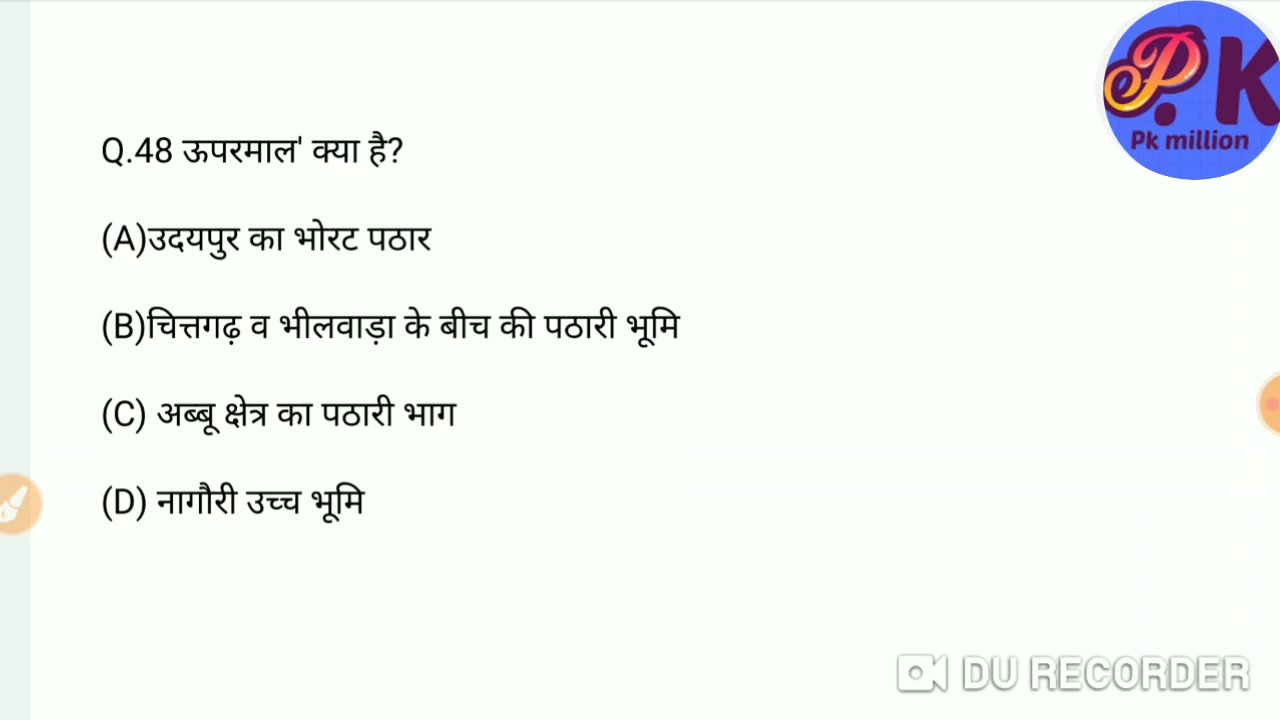 P.K
Pk million
Q.48 ऊपरमाल' क्या है?
(A)उदयपुर का भोरट पठार
(B)चित्तगढ़ व भीलवाड़ा के बीच की पठारी भूमि
(C) अब्बू क्षेत्र का पठारी भाग
(D) नागौरी उच्च भूमि
DU RECORDER